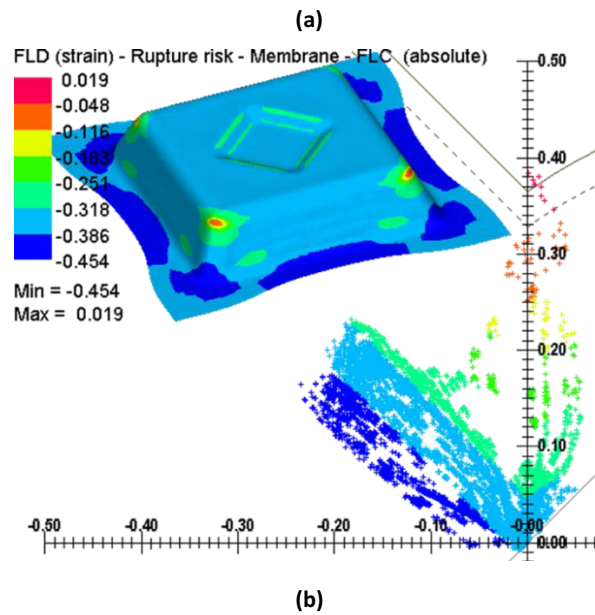 (a)
FLD (strain) - Rupture risk - Membrane - FLC (absolute)
0.019
-0.048
-0.116
-0.183
-0.251
-0.318
-0.386
-0.454
Min = -0.454
Max = 0.019
0.50
0.40
0.30
0.20
0.10
0.00
-0.50 -0.40 -0.30 -0.20 -0.10 -0.00
(b)